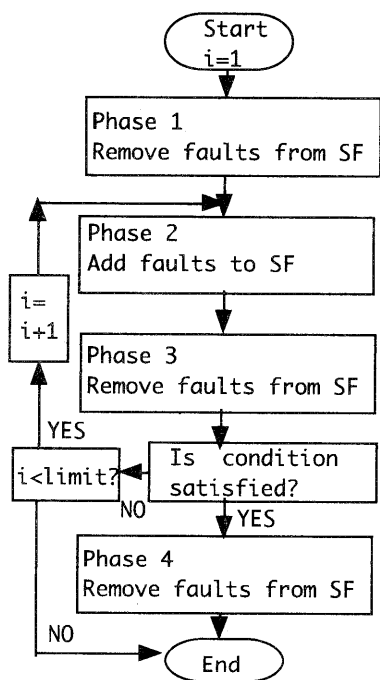 Start
i=1
Phase 1
Remove faults from SF
Phase 2
Add faults to SF
i=
i+1
Phase 3
Remove faults from SF
YES
i<limit?
Is condition
satisfied?
NO
YES
Phase 4
Remove faults from SF
NO
End